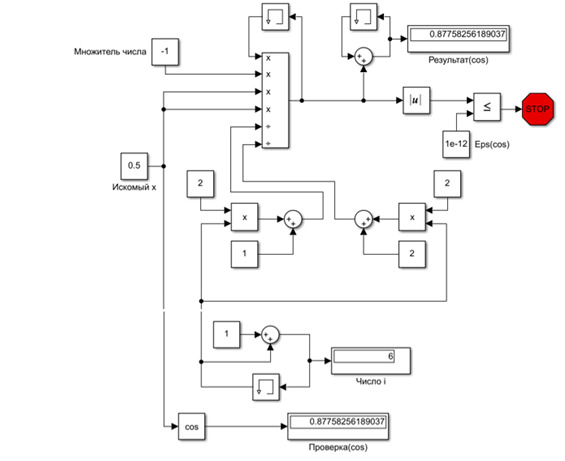 0.87758256189037
Результат(cos)
Множитель числа
-1
x
x
x
x
÷
÷
|u|
≤
STOP
1e-12
Eps(cos)
0.5
Искомый x
2
2
x
+
+
+
+
x
1
2
1
+
+
6
Число i
cos
0.87758256189037
Проверка(cos)